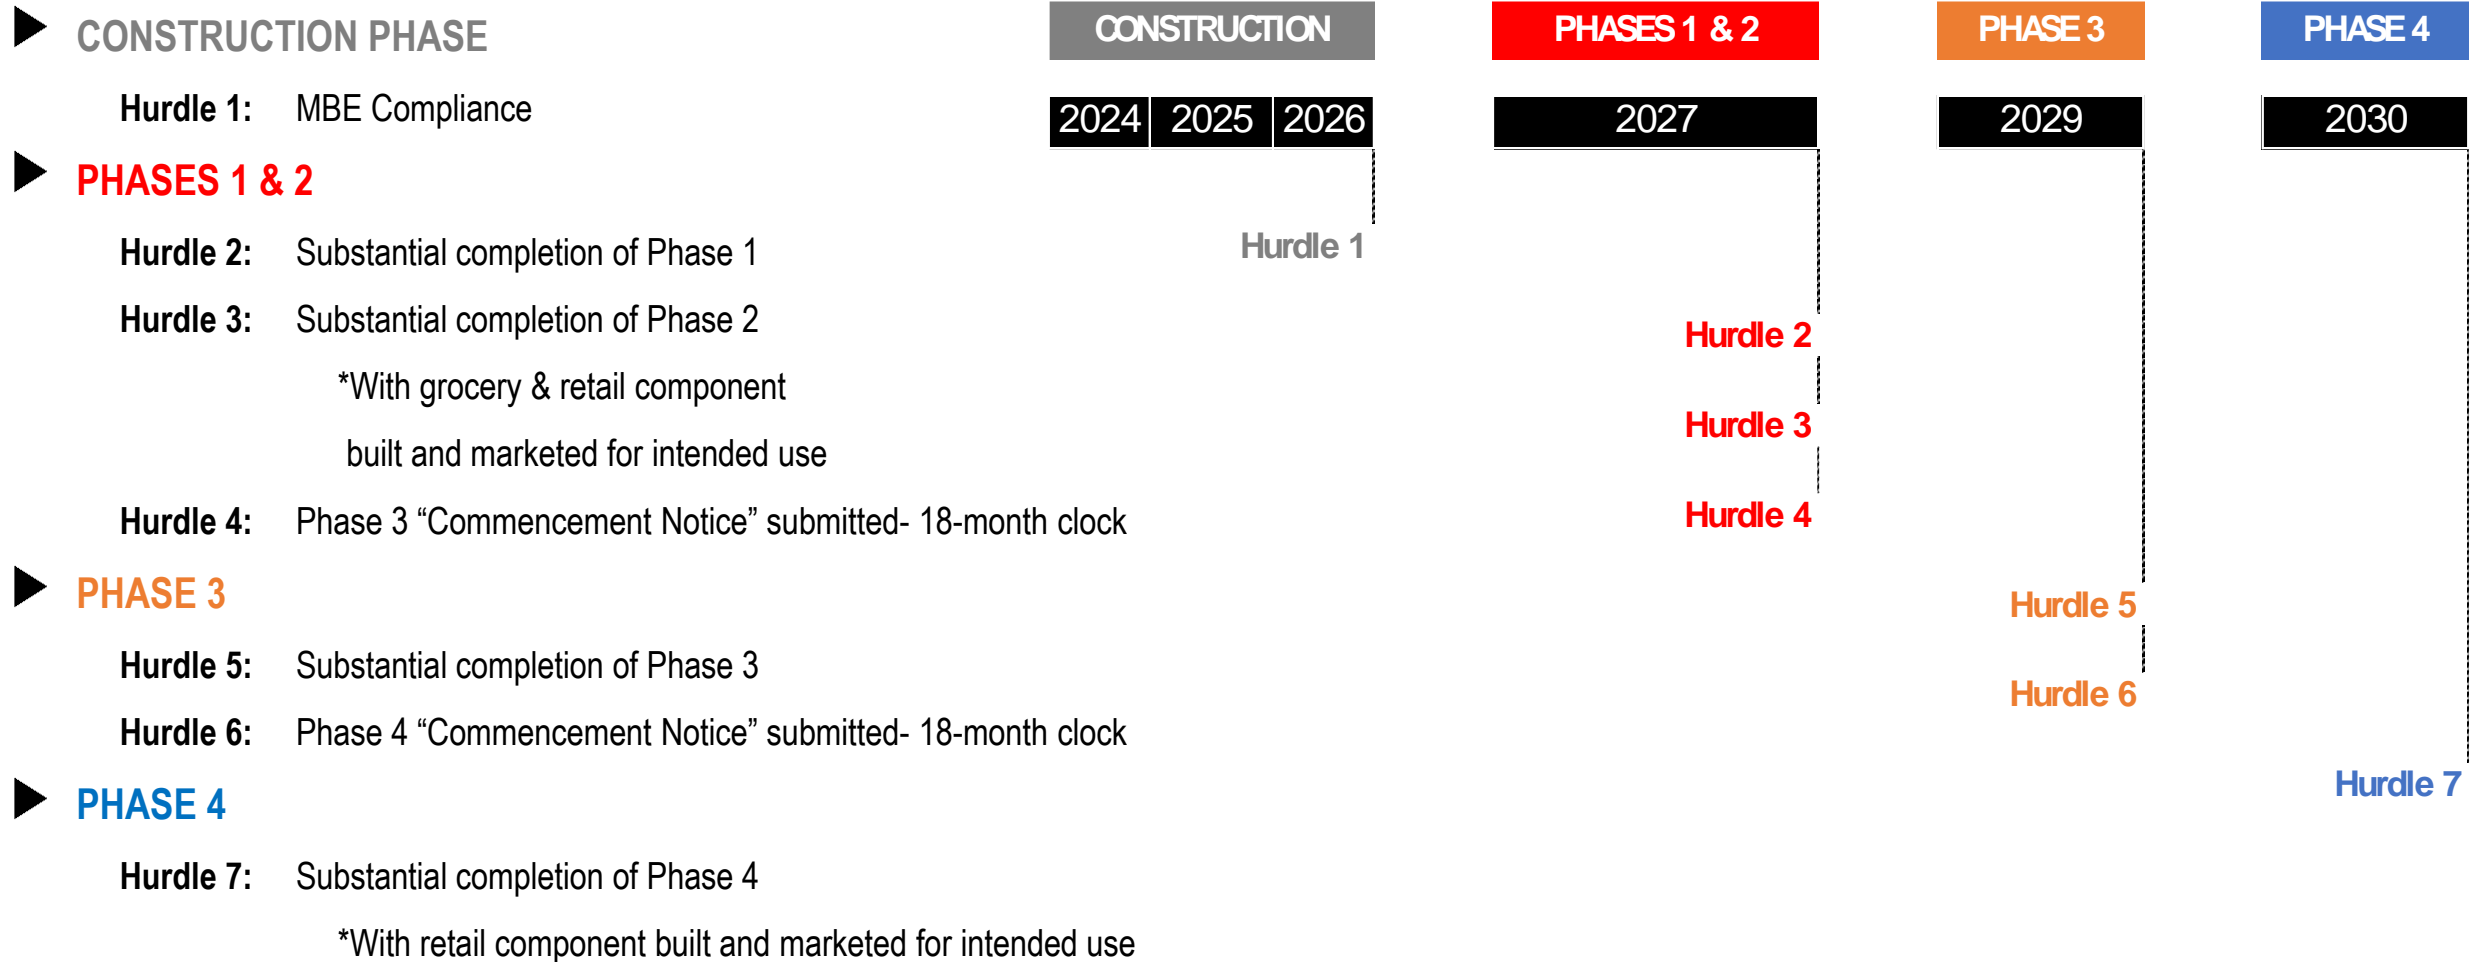 CONSTRUCTION PHASE
Hurdle 1: MBE Compliance
PHASES 1 & 2
Hurdle 2: Substantial completion of Phase 1
Hurdle 3: Substantial completion of Phase 2
*With grocery & retail component
built and marketed for intended use
Hurdle 4: Phase 3 “Commencement Notice” submitted- 18-month clock
PHASE 3
Hurdle 5: Substantial completion of Phase 3
Hurdle 6: Phase 4 “Commencement Notice” submitted- 18-month clock
PHASE 4
Hurdle 7: Substantial completion of Phase 4
*With retail component built and marketed for intended use
CONSTRUCTION PHASES 1 & 2 PHASE 3 PHASE 4
2024 2025 2026 2027 2029 2030
Hurdle 1
Hurdle 2
Hurdle 3
Hurdle 4
Hurdle 5
Hurdle 6
Hurdle 7